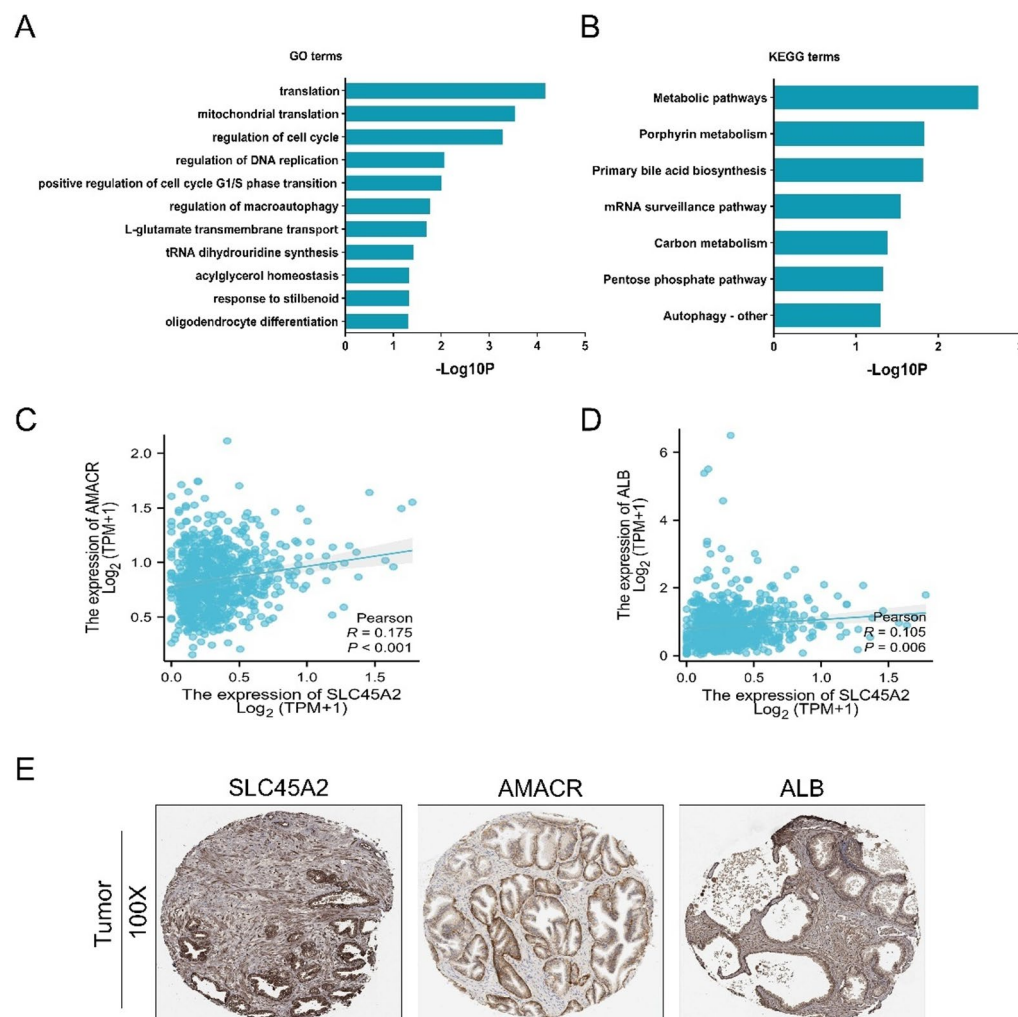 A
GO terms
translation
mitochondrial translation
regulation of cell cycle
regulation of DNA replication
positive regulation of cell cycle G1/S phase transition
regulation of macroautophagy
L-glutamate transmembrane transport
tRNA dihydrouridine synthesis
acylglycerol homeostasis
response to stilbenoid
oligodendrocyte differentiation
0 1 2 3 4 5
-Log10P
B
KEGG terms
Metabolic pathways
Porphyrin metabolism
Primary bile acid biosynthesis
mRNA surveillance pathway
Carbon metabolism
Pentose phosphate pathway
Autophagy - other
0 1 2 3
-Log10P
C
The expression of AMACR
Log2 (TPM+1)
2.0
1.5
1.0
0.5
Pearson
R = 0.175
P < 0.001
0.0 0.5 1.0 1.5
The expression of SLC45A2
Log2 (TPM+1)
D
The expression of ALB
Log2 (TPM+1)
6
4
2
0
Pearson
R = 0.105
P = 0.006
0.0 0.5 1.0 1.5
The expression of SLC45A2
Log2 (TPM+1)
E
SLC45A2 AMACR ALB
Tumor
100X